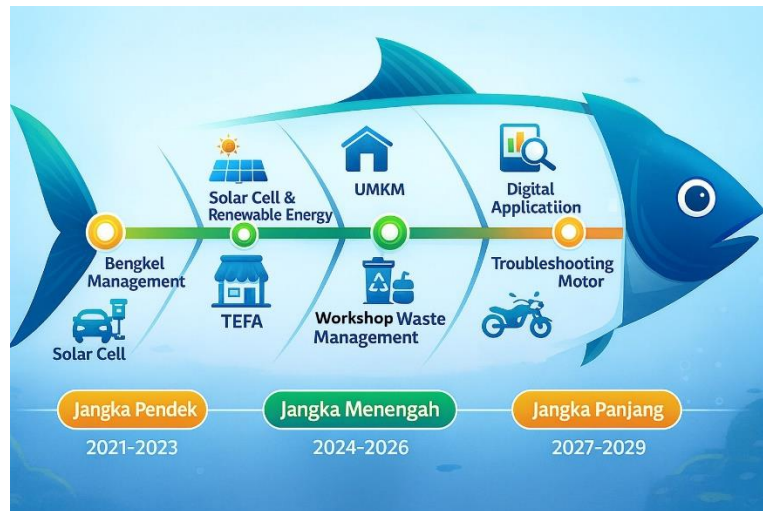 Solar Cell &
Renewable Energy
UMKM
Digital
Applicatiion
Bengkel
Management
Solar Cell
TEFA
Workshop Waste
Management
Troubleshooting
Motor
Jangka Pendek
Jangka Menengah
Jangka Panjang
2021-2023
2024-2026
2027-2029